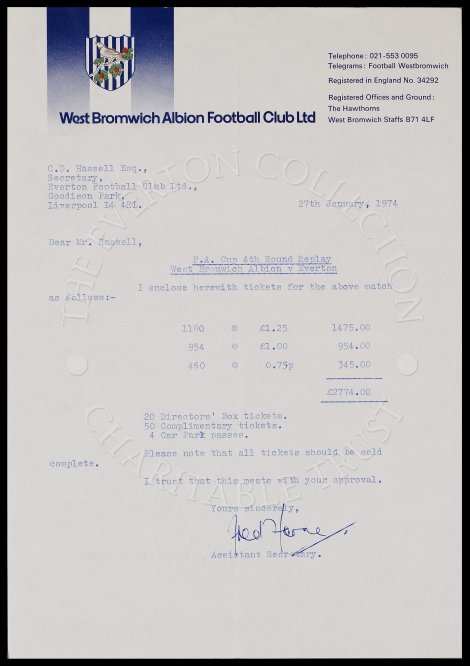 Telephone: 021-553 0095
Telegrams: Football Westbromwich
Registered in England No. 34292
Registered Offices and Ground:
The Hawthorns
West Bromwich Staffs B71 4LF
West Bromwich Albion Football Club Ltd
C.D. Hassell Esq.,
Secretary,
Everton Football Club Ltd.,
Goodison Park,
Liverpool L4 4EL.
27th January, 1974
Dear Mr. Hassell,
F.A. Cup 4th Round Replay
West Bromwich Albion v Everton
I enclose herewith tickets for the above match
as follows:-
1180 @ £1.25 1475.00
954 @ £1.00 954.00
460 @ 0.75p 345.00
£2774.00
20 Directors' Box tickets.
50 Complimentary tickets.
4 Car Park passes.
Please note that all tickets should be sold
complete.
I trust that this meets with your approval.
Yours sincerely,
Assistant Secretary.
THE EVERTON COLLECTION
CHARITABLE TRUST